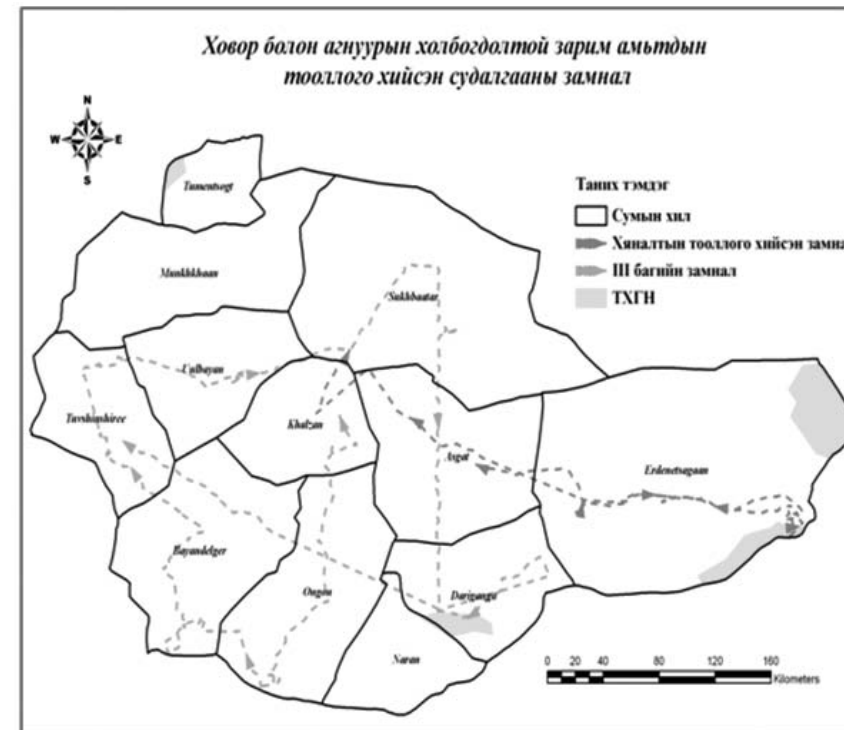 Ховор болон агнуурын холбогдолтой зарим амьтдын
тооллого хийсэн судалгааны замнал
N
W E
S
Таних тэмдэг
Сумын хил
Хяналтын тооллого хийсэн замна
III багийн замнал
ТХГН
Tumentsogt
Munkhkhaan
Sukhbaatar
Uulbayan
Tuvshinshiree
Khalzan
Asgat
Erdenetsagaan
Bayandelger
Ongon
Dariganga
Naran
0 20 40 80 120 160
Kilometers